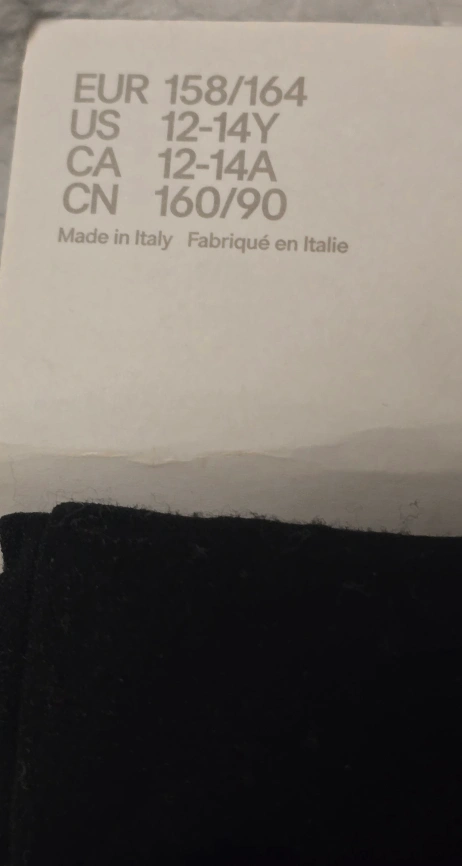 EUR 158/164
US 12-14Y
CA 12-14A
CN 160/90
Made in Italy Fabriqué en Italie